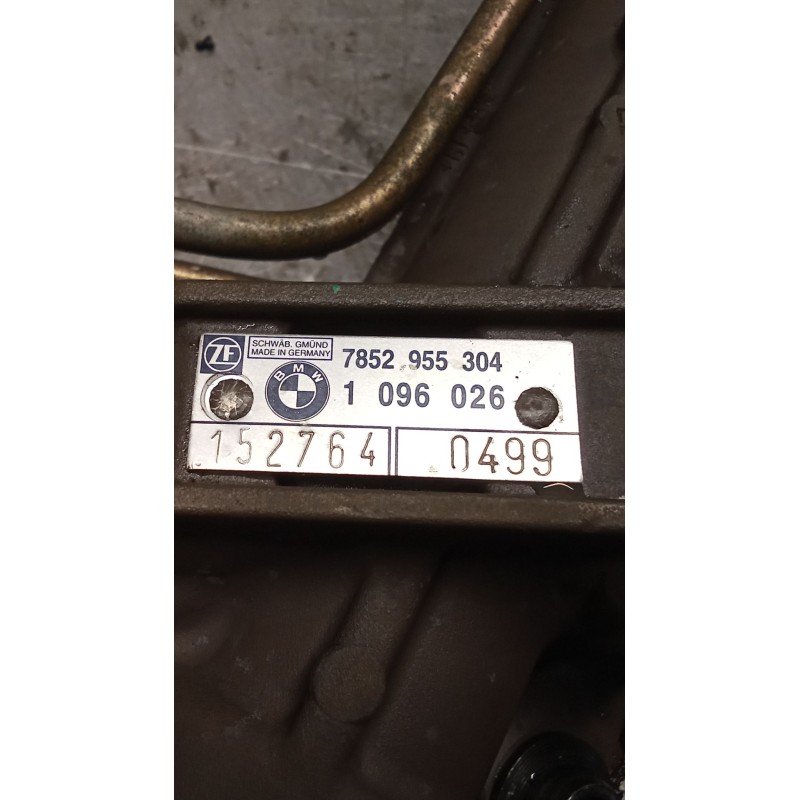 ZF
SCHWÄB. GMÜND
MADE IN GERMANY
7852 955 304
BMW
1 096 026
152764
0499